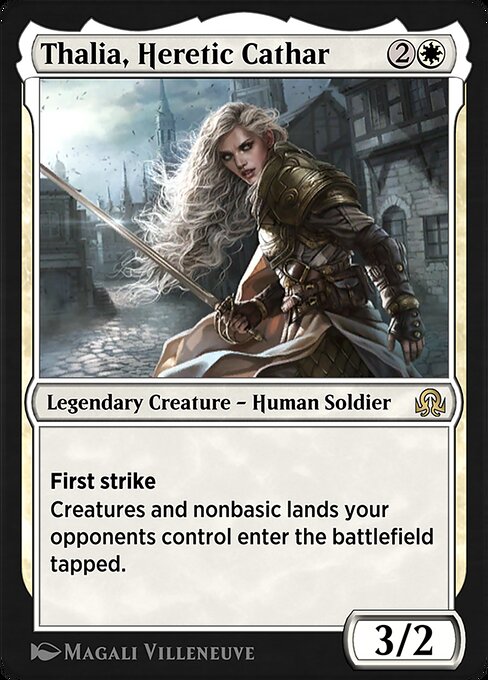 Thalia, Heretic Cathar 2
Legendary Creature – Human Soldier
First strike
Creatures and nonbasic lands your
opponents control enter the battlefield
tapped.
3/2
MAGALI VILLENEUVE